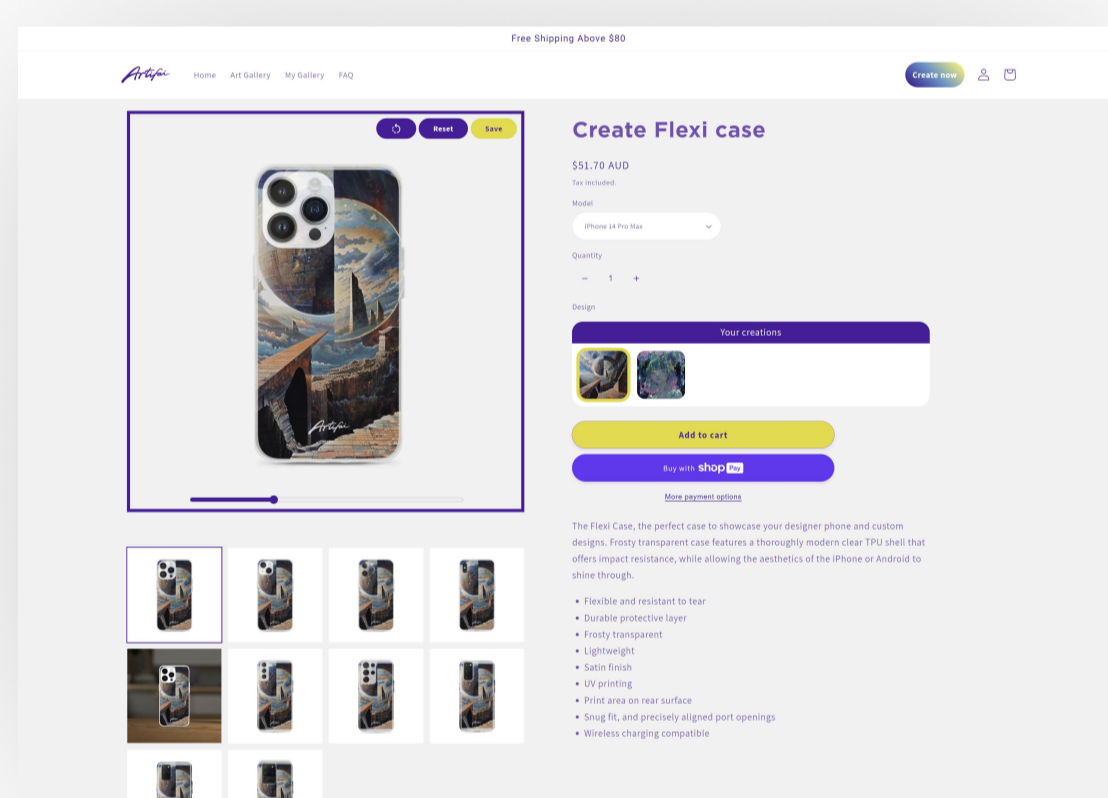 Free Shipping Above $80
Artifai
Home Art Gallery My Gallery FAQ
Create now
Reset
Save
Artifai
Create Flexi case
$51.70 AUD
Tax included.
Model
iPhone 14 Pro Max
Quantity
− 1 +
Design
Your creations
Add to cart
Buy with shop Pay
More payment options
The Flexi Case, the perfect case to showcase your designer phone and custom
designs. Frosty transparent case features a thoroughly modern clear TPU shell that
offers impact resistance, while allowing the aesthetics of the iPhone or Android to
shine through.
• Flexible and resistant to tear
• Durable protective layer
• Frosty transparent
• Lightweight
• Satin finish
• UV printing
• Print area on rear surface
• Snug fit, and precisely aligned port openings
• Wireless charging compatible